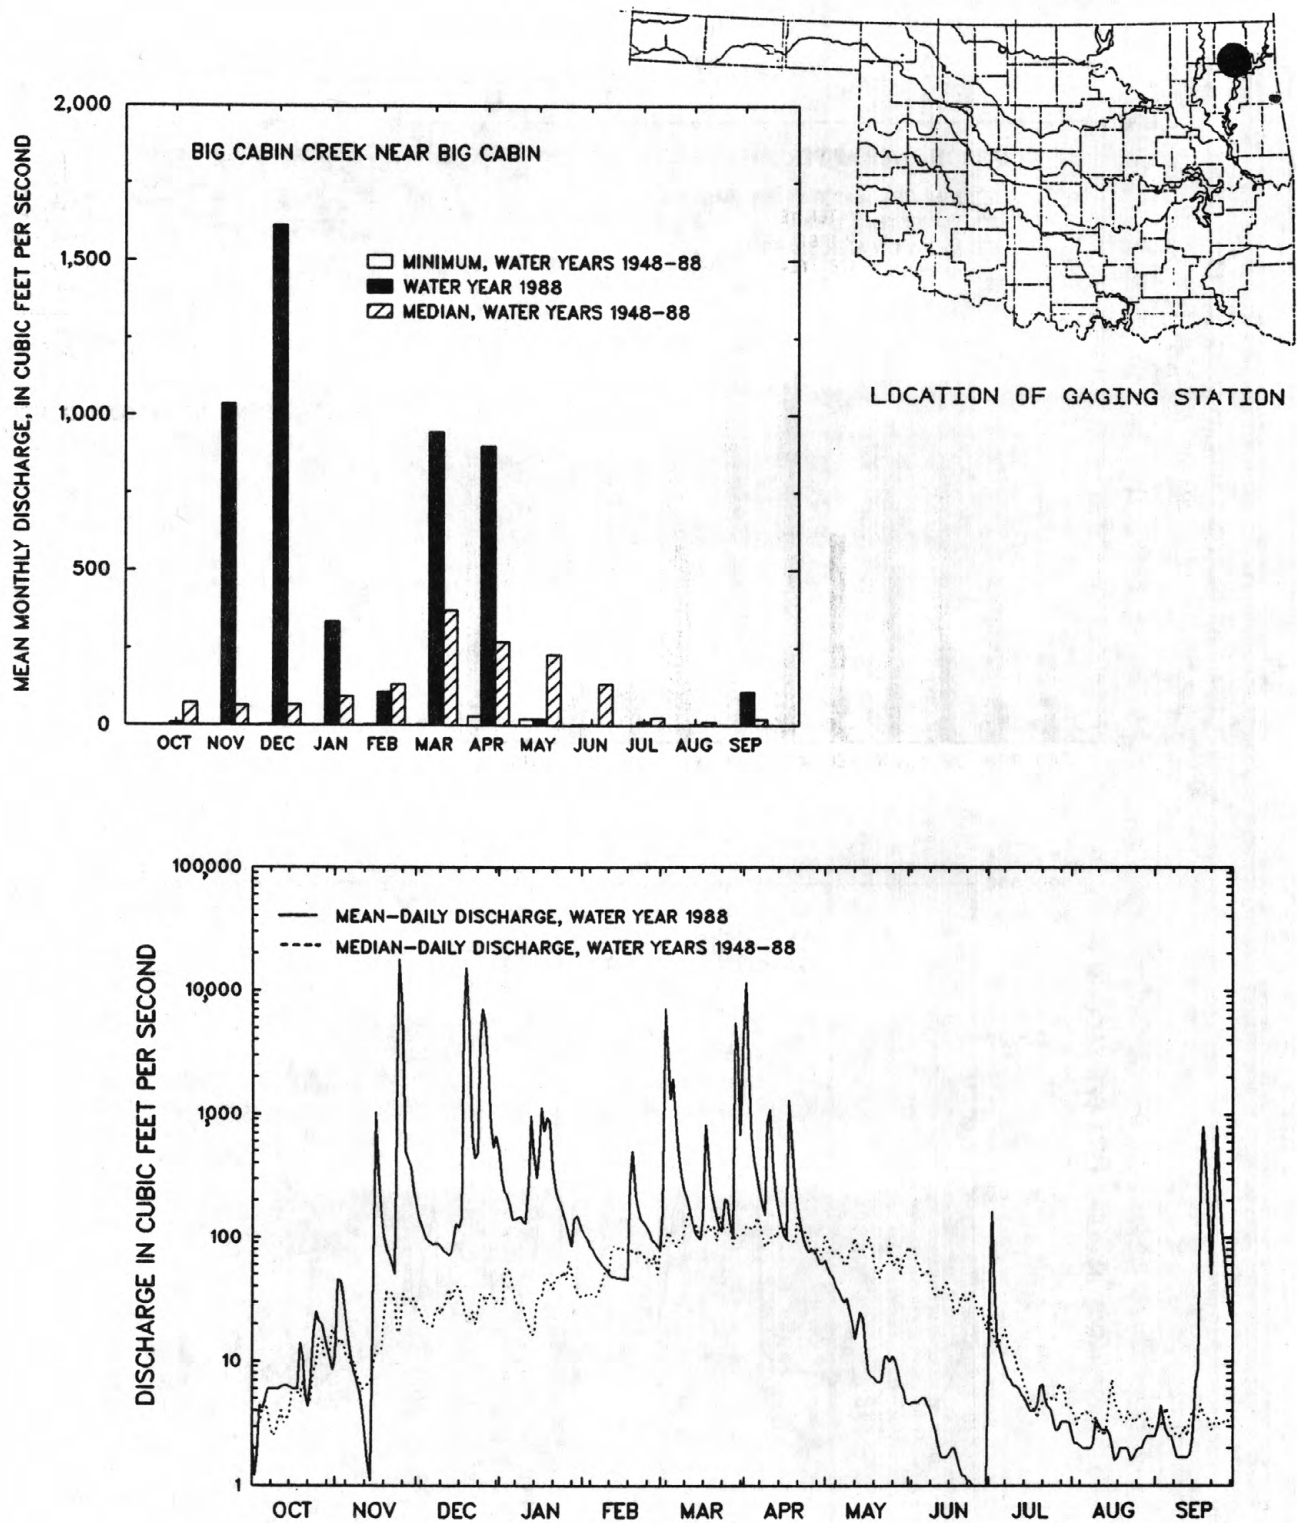 2,000
1,500
1,000
500
0
MEAN MONTHLY DISCHARGE, IN CUBIC FEET PER SECOND
BIG CABIN CREEK NEAR BIG CABIN
MINIMUM, WATER YEARS 1948-88
WATER YEAR 1988
MEDIAN, WATER YEARS 1948-88
OCT NOV DEC JAN FEB MAR APR MAY JUN JUL AUG SEP
LOCATION OF GAGING STATION
100,000
10,000
1,000
100
10
1
DISCHARGE IN CUBIC FEET PER SECOND
MEAN-DAILY DISCHARGE, WATER YEAR 1988
MEDIAN-DAILY DISCHARGE, WATER YEARS 1948-88
OCT NOV DEC JAN FEB MAR APR MAY JUN JUL AUG SEP